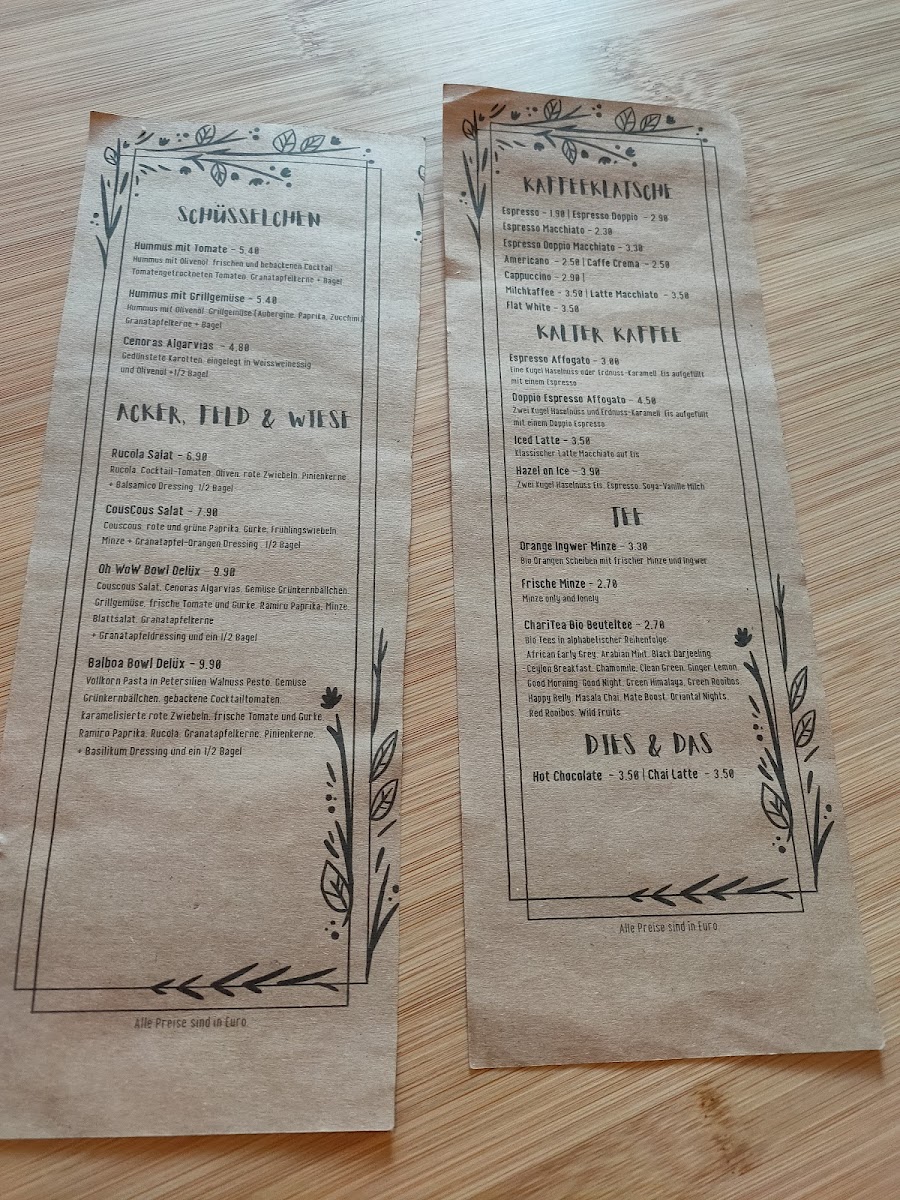 SCHÜSSELCHEN
Hummus mit Tomate - 5.40
Hummus mit Olivenöl, frischen und gebackenen Cocktail
Tomatengetrockneten Tomaten, Granatapfelkerne + Bagel
Hummus mit Grillgemüse - 5.40
Hummus mit Olivenöl, Grillgemüse (Aubergine, Paprika, Zucchini)
Granatapfelkerne + Bagel
Cenoras Algarvias - 4.80
Gedünstete Karotten, eingelegt in Weissweinessig
und Olivenöl +1/2 Bagel
ACKER, FELD & WIESE
Rucola Salat - 6.90
Rucola, Cocktail-Tomaten, Oliven, rote Zwiebeln, Pinienkerne
+ Balsamico Dressing, 1/2 Bagel
CousCous Salat - 7.90
Couscous, rote und grüne Paprika, Gurke, Frühlingswiebeln
Minze + Granatapfel-Orangen Dressing, 1/2 Bagel
Oh WoW Bowl Delüx - 9.90
Couscous Salat, Cenoras Algarvias, Gemüse Grünkernbällchen,
Grillgemüse, frische Tomate und Gurke, Ramiro Paprika, Minze,
Blattsalat, Granatapfelkerne
+ Granatapfeldressing und ein 1/2 Bagel
Balboa Bowl Delüx - 9.90
Vollkorn Pasta in Petersilien Walnuss Pesto, Gemüse
Grünkernbällchen, gebackene Cocktailtomaten,
karamelisierte rote Zwiebeln, frische Tomate und Gurke,
Ramiro Paprika, Rucola, Granatapfelkerne, Pinienkerne,
+ Basilikum Dressing und ein 1/2 Bagel
Alle Preise sind in Euro
KAFFEEKLATSCHE
Espresso - 1.90 | Espresso Doppio - 2.90
Espresso Macchiato - 2.30
Espresso Doppio Macchiato - 3.30
Americano - 2.50 | Caffe Crema - 2.50
Cappuccino - 2.90 |
Milchkaffee - 3.50 | Latte Macchiato - 3.50
Flat White - 3.50
KALTER KAFFEE
Espresso Affogato - 3.00
Eine Kugel Haselnuss oder Erdnuss-Karamell Eis aufgefüllt
mit einem Espresso
Doppio Espresso Affogato - 4.50
Zwei Kugel Haselnuss und Erdnuss-Karamell Eis aufgefüllt
mit einem Doppio Espresso
Iced Latte - 3.50
Klassischer Latte Macchiato auf Eis
Hazel on Ice - 3.90
Zwei Kugel Haselnuss Eis, Espresso, Soya-Vanille Milch
TEE
Orange Ingwer Minze - 3.30
Bio Orangen Scheiben mit frischer Minze und Ingwer
Frische Minze - 2.70
Minze only and lonely
ChariTea Bio Beuteltee - 2.70
Bio Tees in alphabetischer Reihenfolge
African Early Grey, Arabian Mint, Black Darjeeling,
Ceylon Breakfast, Chamomile, Clean Green, Ginger Lemon,
Good Morning, Good Night, Green Himalaya, Green Rooibos,
Happy Belly, Masala Chai, Mate Boost, Oriantal Nights,
Red Rooibos, Wild Fruits
DIES & DAS
Hot Chocolate - 3.50 | Chai Latte - 3.50
Alle Preise sind in Euro